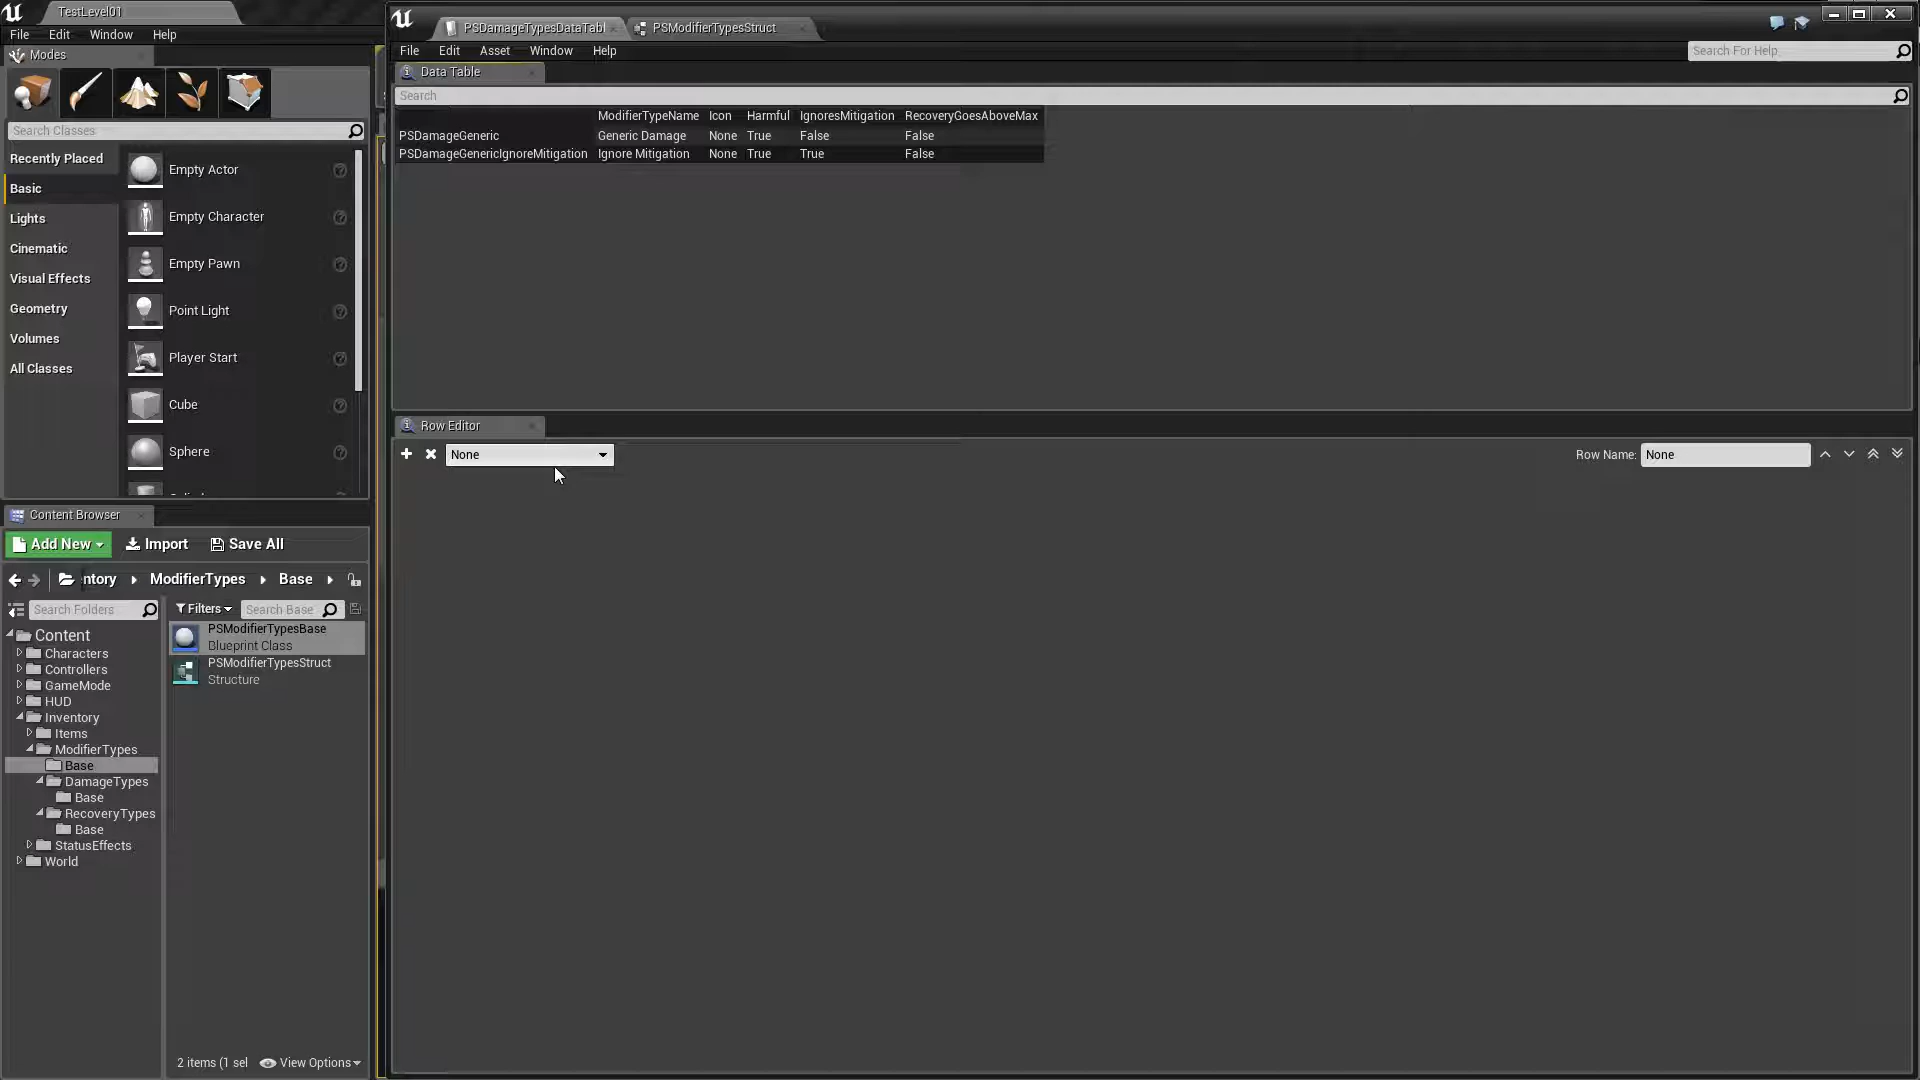 TestLevel01
File Edit Window Help
Modes
Search Classes
Recently Placed
Basic
Lights
Cinematic
Visual Effects
Geometry
Volumes
All Classes
Empty Actor
Empty Character
Empty Pawn
Point Light
Player Start
Cube
Sphere
Content Browser
Add New Import Save All
ntory ModifierTypes Base
Search Folders
Filters Search Base
Content
Characters
Controllers
GameMode
HUD
Inventory
Items
ModifierTypes
Base
DamageTypes
Base
RecoveryTypes
Base
StatusEffects
World
PSModifierTypesBase
Blueprint Class
PSModifierTypesStruct
Structure
2 items (1 sel View Options
PSDamageTypesDataTabl PSModifierTypesStruct
File Edit Asset Window Help
Search For Help
Data Table
Search
ModifierTypeName Icon Harmful IgnoresMitigation RecoveryGoesAboveMax
PSDamageGeneric Generic Damage None True False False
PSDamageGenericIgnoreMitigation Ignore Mitigation None True True False
Row Editor
None
Row Name: None